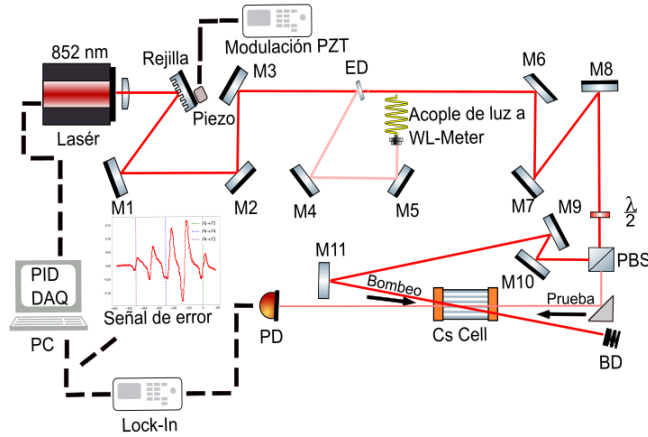 852 nm
Rejilla
Modulación PZT
M3
ED
M6
M8
Lasér
Piezo
Acople de luz a
WL-Meter
M1
M2
M4
M5
M7
λ
2
M9
PBS
M10
M11
Bombeo
Prueba
PID
DAQ
Señal de error
PC
PD
Cs Cell
BD
Lock-In